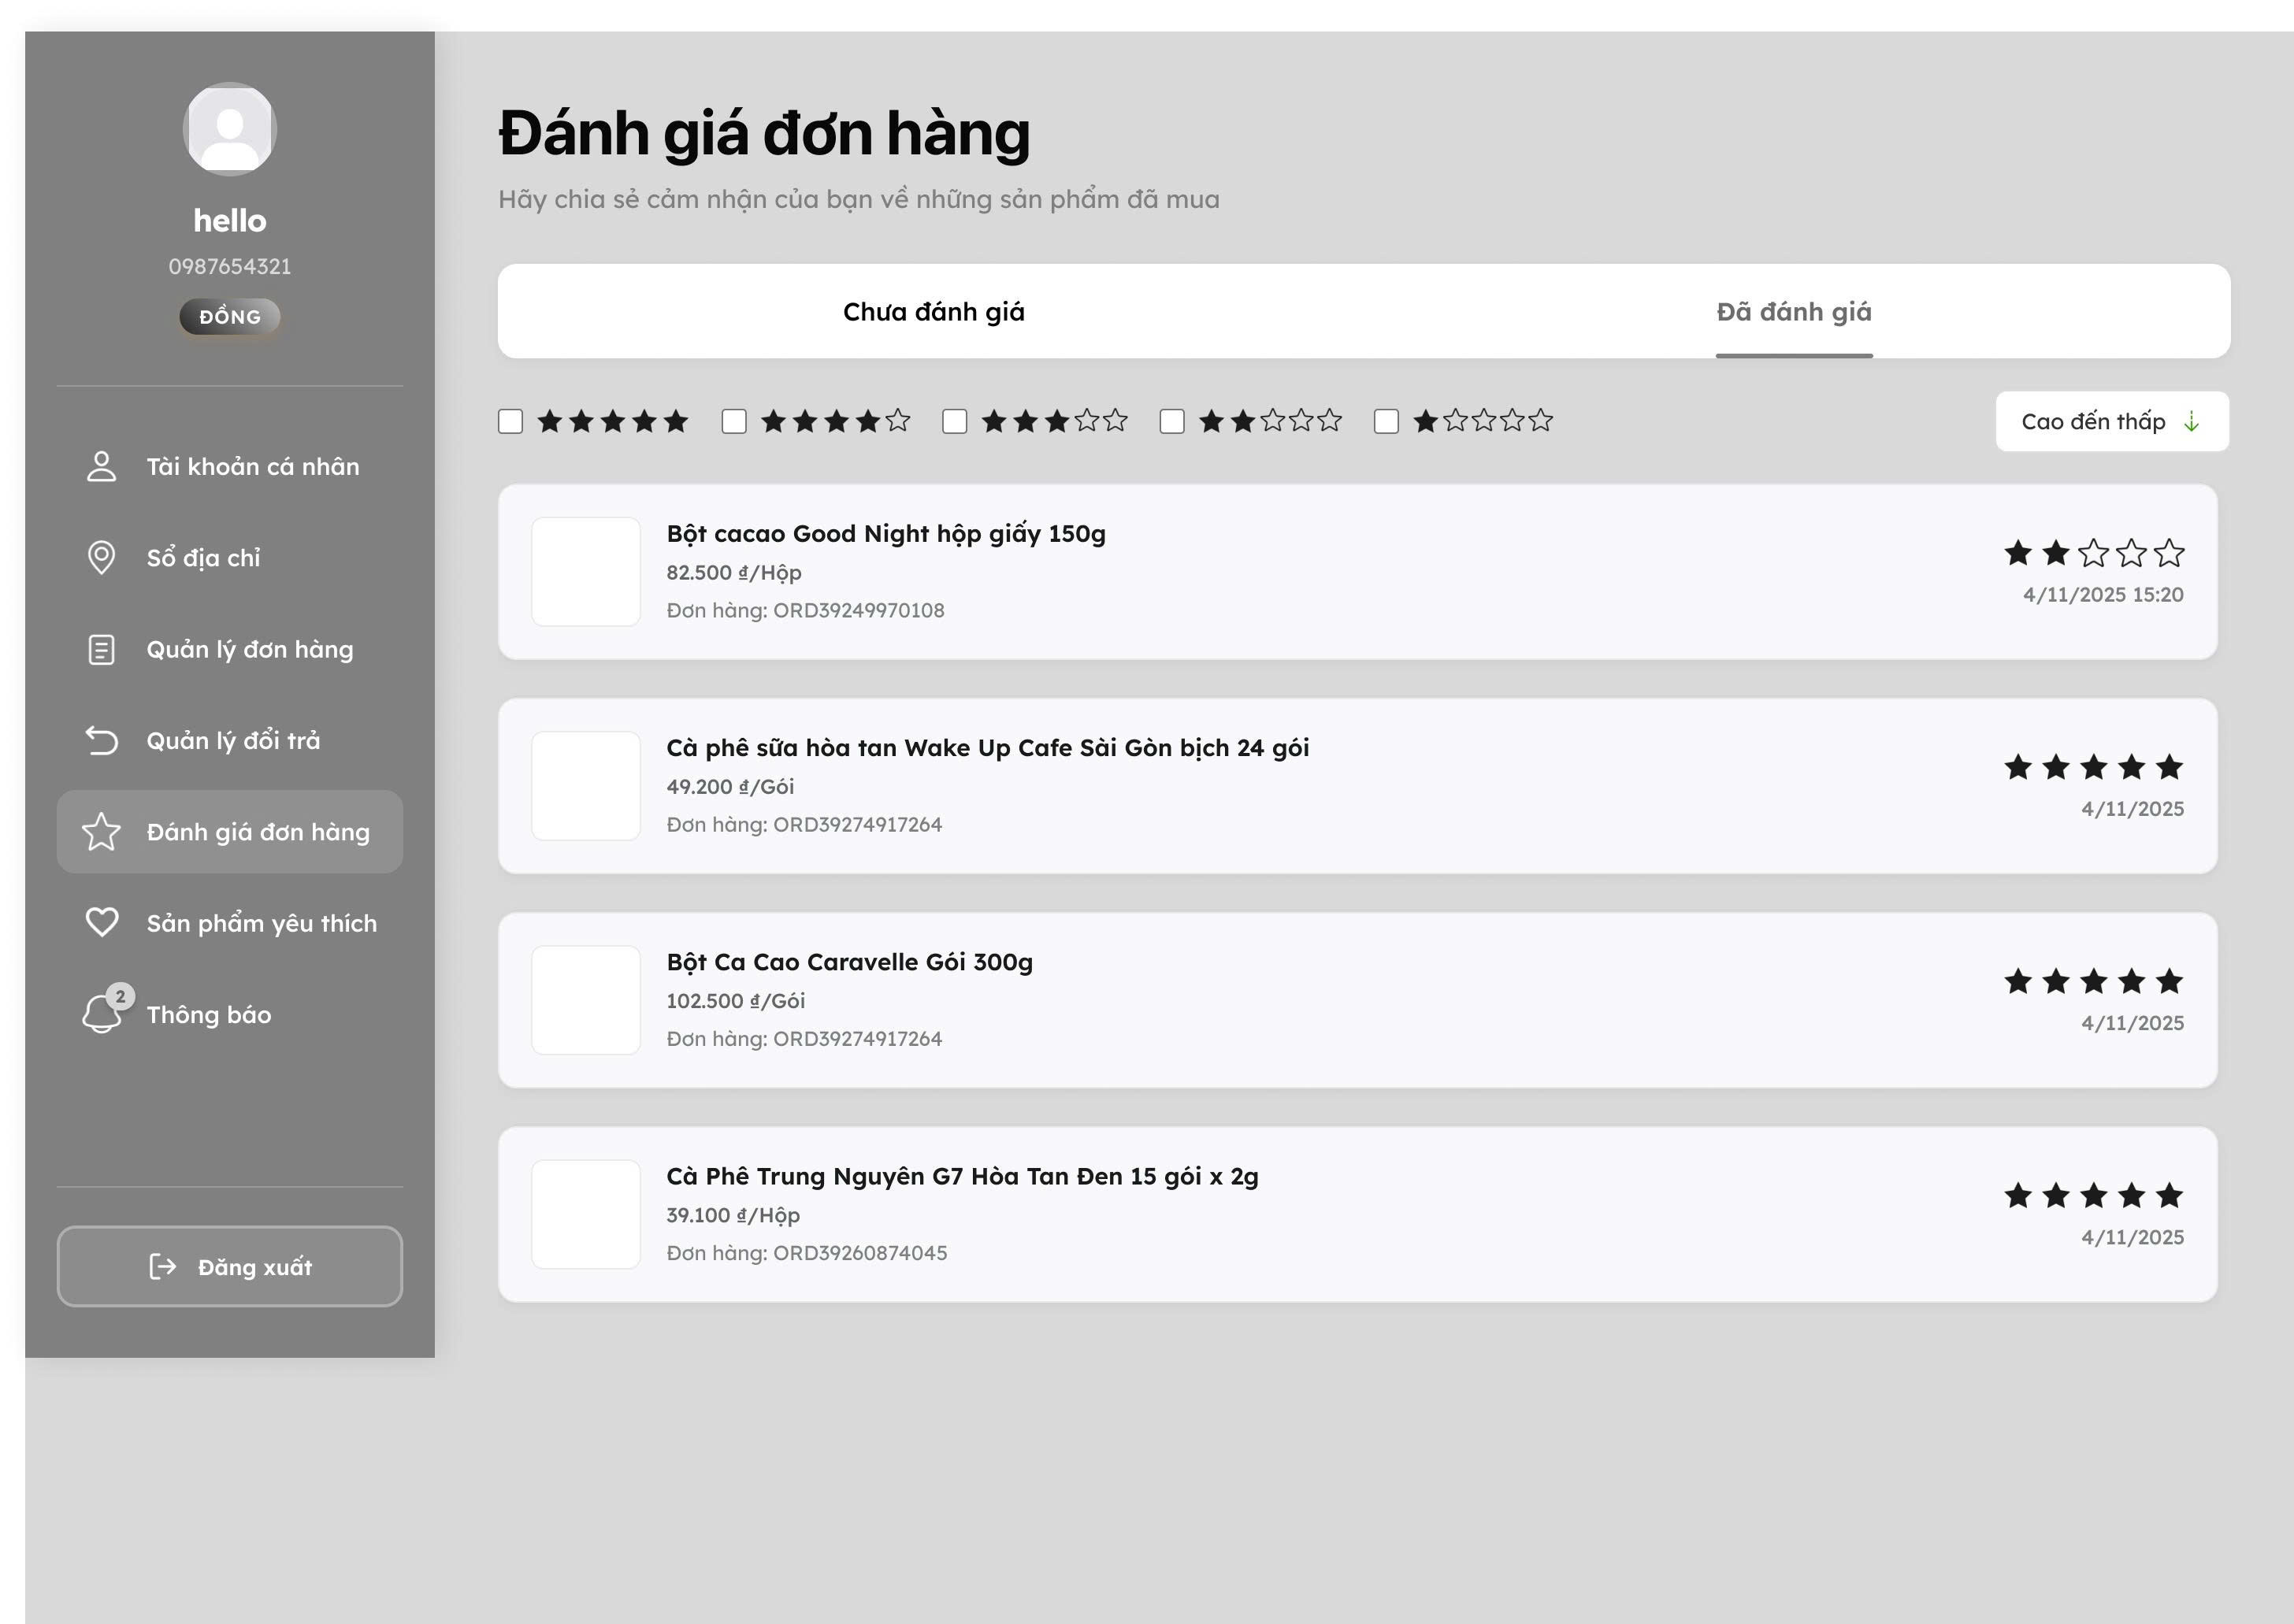 hello
0987654321
ĐỒNG
Tài khoản cá nhân
Sổ địa chỉ
Quản lý đơn hàng
Quản lý đổi trả
Đánh giá đơn hàng
Sản phẩm yêu thích
2
Thông báo
Đăng xuất
Đánh giá đơn hàng
Hãy chia sẻ cảm nhận của bạn về những sản phẩm đã mua
Chưa đánh giá
Đã đánh giá
Cao đến thấp
Bột cacao Good Night hộp giấy 150g
82.500 ₫/Hộp
Đơn hàng: ORD39249970108
4/11/2025 15:20
Cà phê sữa hòa tan Wake Up Cafe Sài Gòn bịch 24 gói
49.200 ₫/Gói
Đơn hàng: ORD39274917264
4/11/2025
Bột Ca Cao Caravelle Gói 300g
102.500 ₫/Gói
Đơn hàng: ORD39274917264
4/11/2025
Cà Phê Trung Nguyên G7 Hòa Tan Đen 15 gói x 2g
39.100 ₫/Hộp
Đơn hàng: ORD39260874045
4/11/2025